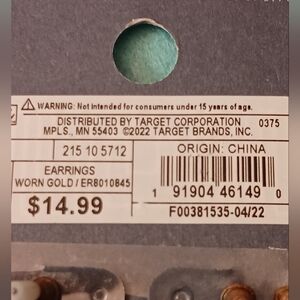 WARNING: Not intended for consumers under 15 years of age.
DISTRIBUTED BY TARGET CORPORATION 0375
MPLS., MN 55403 ©2022 TARGET BRANDS, INC.
215 10 5712
ORIGIN: CHINA
EARRINGS
WORN GOLD / ER8010845
1 91904 46149 0
$14.99
F00381535-04/22